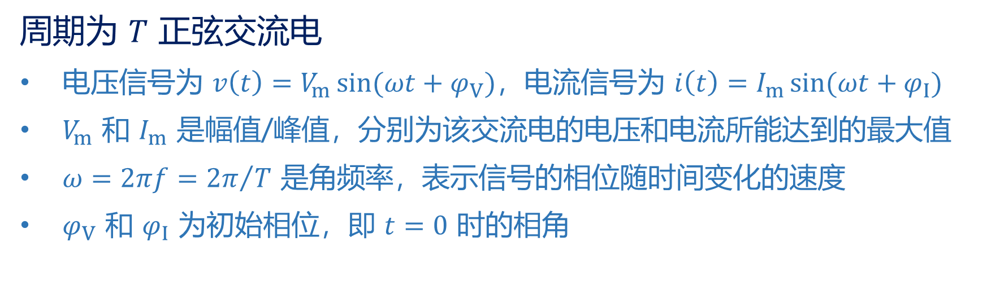 周期为 T 正弦交流电
• 电压信号为 v(t) = Vm sin(ωt + φV)，电流信号为 i(t) = Im sin(ωt + φI)
• Vm 和 Im 是幅值/峰值，分别为该交流电的电压和电流所能达到的最大值
• ω = 2πf = 2π/T 是角频率，表示信号的相位随时间变化的速度
• φV 和 φI 为初始相位，即 t = 0 时的相角